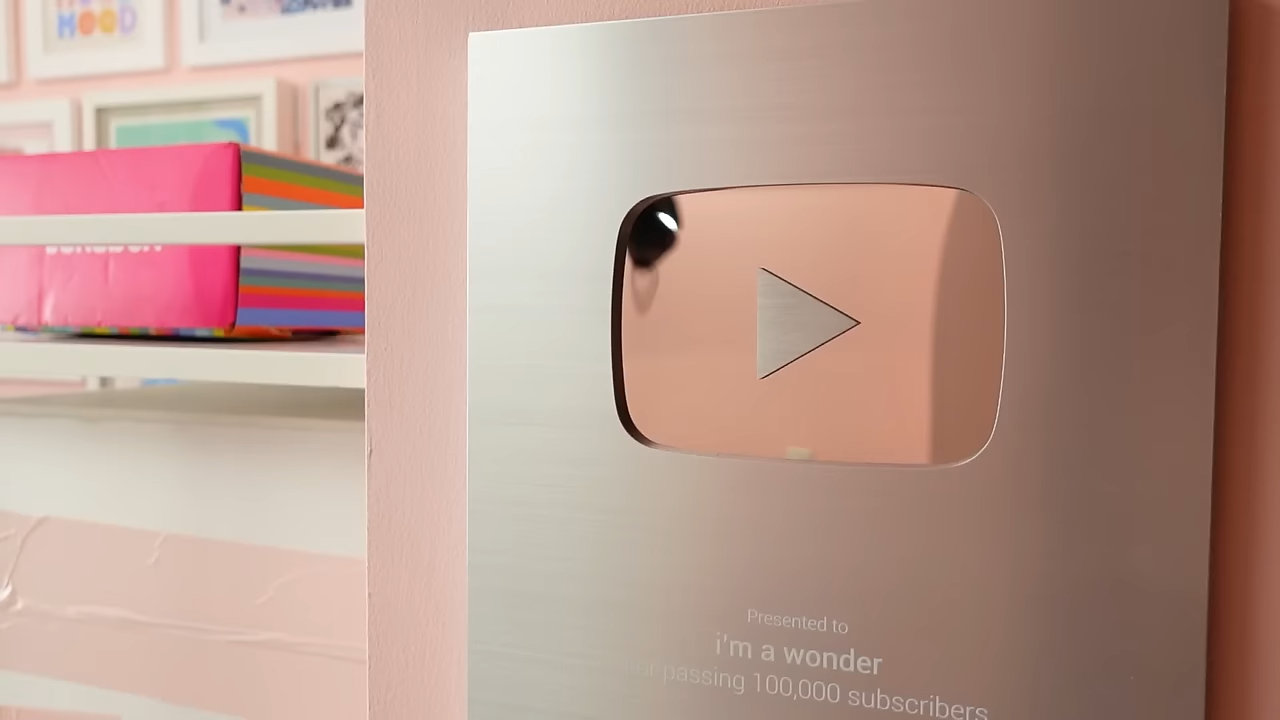 MOOD
Presented to
i'm a wonder
passing 100,000 subscribers